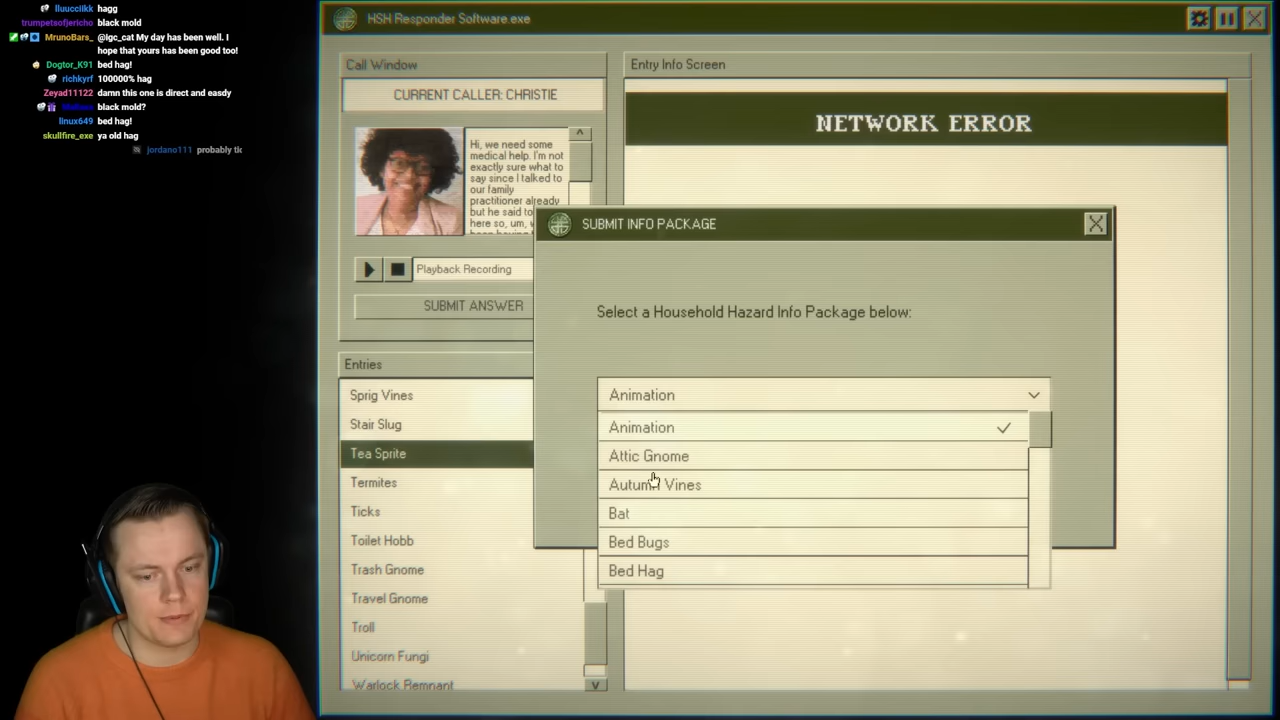 lluucciikk hagg
trumpetsofjericho black mold
MrunoBars_ @igc_cat My day has been well. I
hope that yours has been good too!
Dogtor_K91 bed hag!
richkyrf 100000% hag
Zeyad11122 damn this one is direct and easdy
black mold?
linux649 bed hag!
skullfire_exe ya old hag
jordano111 probably tic
HSH Responder Software.exe
Call Window
CURRENT CALLER: CHRISTIE
Hi, we need some
medical help. I'm not
exactly sure what to
say since I talked to
our family
practitioner already
but he said to
here so, um,
Playback Recording
SUBMIT ANSWER
Entries
Sprig Vines
Stair Slug
Tea Sprite
Termites
Ticks
Toilet Hobb
Trash Gnome
Travel Gnome
Troll
Unicorn Fungi
Warlock Remnant
Entry Info Screen
NETWORK ERROR
SUBMIT INFO PACKAGE
Select a Household Hazard Info Package below:
Animation
Animation
Attic Gnome
Autumn Vines
Bat
Bed Bugs
Bed Hag